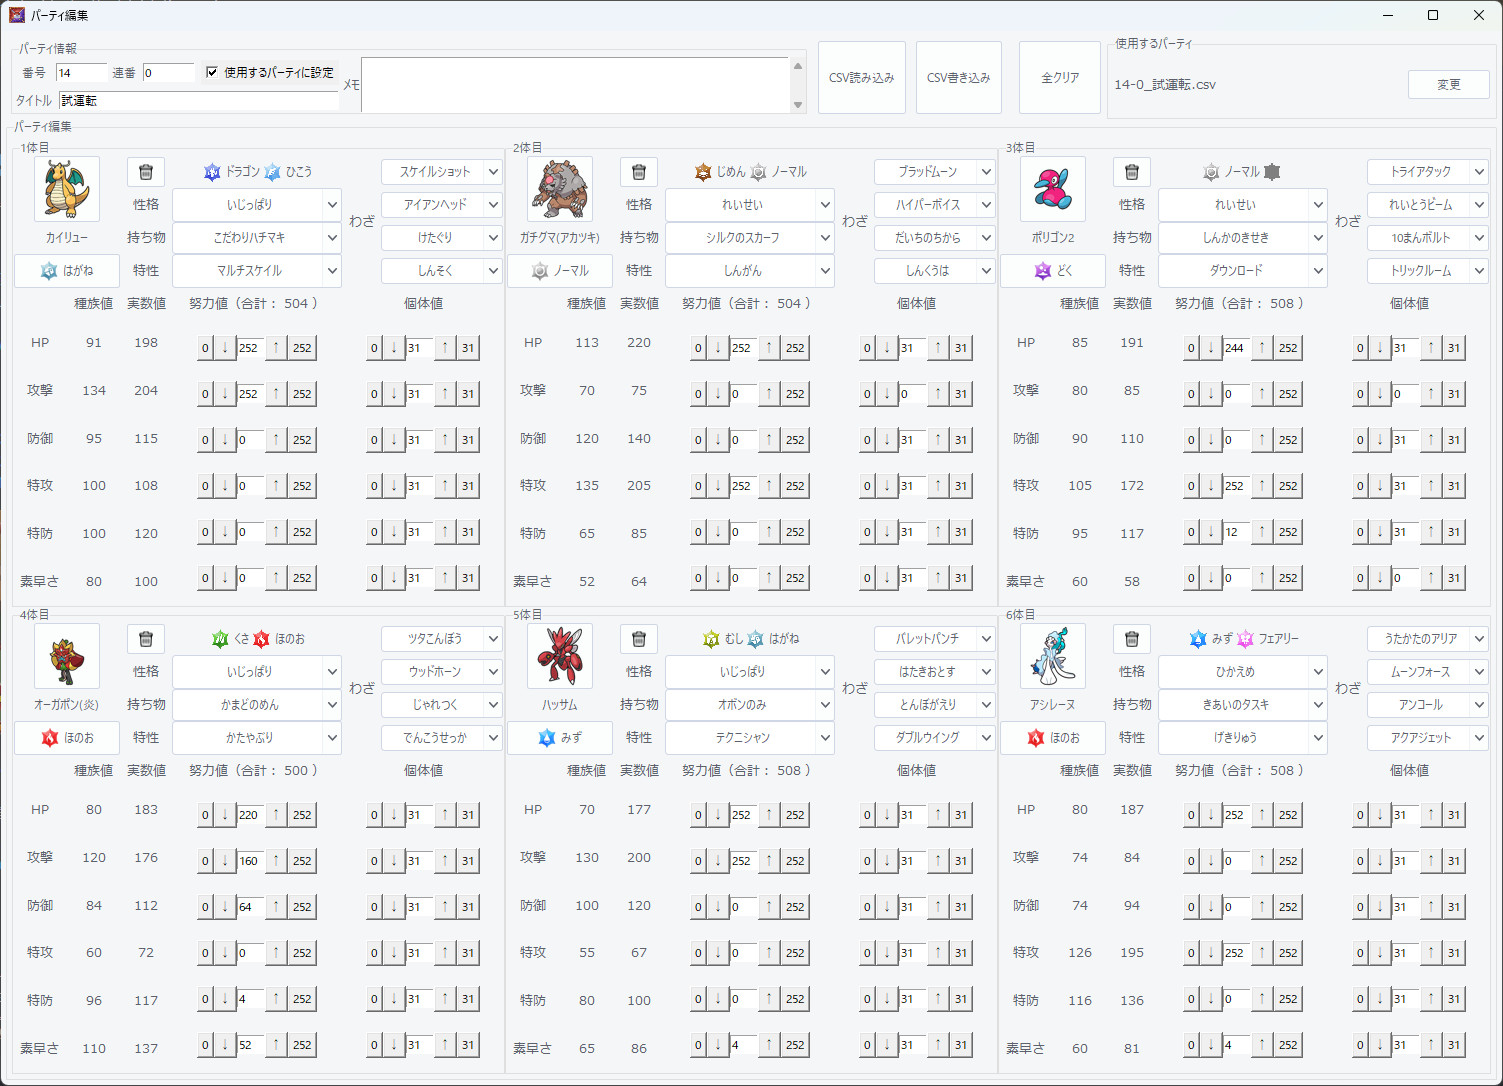 パーティ編集
パーティ情報
番号 14 連番 0 使用するパーティに設定
タイトル 試運転
メモ
CSV読み込み
CSV書き込み
全クリア
使用するパーティ
14-0_試運転.csv
変更
パーティ編集
1体目
ドラゴン ひこう
カイリュー
はがね
性格 いじっぱり
持ち物 こだわりハチマキ
特性 マルチスケイル
わざ
スケイルショット
アイアンヘッド
けたぐり
しんそく
種族値 実数値 努力値（合計： 504 ） 個体値
HP 91 198 0 ↓ 252 ↑ 252 0 ↓ 31 ↑ 31
攻撃 134 204 0 ↓ 252 ↑ 252 0 ↓ 31 ↑ 31
防御 95 115 0 ↓ 0 ↑ 252 0 ↓ 31 ↑ 31
特攻 100 108 0 ↓ 0 ↑ 252 0 ↓ 31 ↑ 31
特防 100 120 0 ↓ 0 ↑ 252 0 ↓ 31 ↑ 31
素早さ 80 100 0 ↓ 0 ↑ 252 0 ↓ 31 ↑ 31
2体目
じめん ノーマル
ガチグマ(アカツキ)
ノーマル
性格 れいせい
持ち物 シルクのスカーフ
特性 しんがん
わざ
ブラッドムーン
ハイパーボイス
だいちのちから
しんくうは
種族値 実数値 努力値（合計： 504 ） 個体値
HP 113 220 0 ↓ 252 ↑ 252 0 ↓ 31 ↑ 31
攻撃 70 75 0 ↓ 0 ↑ 252 0 ↓ 0 ↑ 31
防御 120 140 0 ↓ 0 ↑ 252 0 ↓ 31 ↑ 31
特攻 135 205 0 ↓ 252 ↑ 252 0 ↓ 31 ↑ 31
特防 65 85 0 ↓ 0 ↑ 252 0 ↓ 31 ↑ 31
素早さ 52 64 0 ↓ 0 ↑ 252 0 ↓ 31 ↑ 31
3体目
ノーマル
ポリゴン2
どく
性格 れいせい
持ち物 しんかのきせき
特性 ダウンロード
わざ
トライアタック
れいとうビーム
10まんボルト
トリックルーム
種族値 実数値 努力値（合計： 508 ） 個体値
HP 85 191 0 ↓ 244 ↑ 252 0 ↓ 31 ↑ 31
攻撃 80 85 0 ↓ 0 ↑ 252 0 ↓ 0 ↑ 31
防御 90 110 0 ↓ 0 ↑ 252 0 ↓ 31 ↑ 31
特攻 105 172 0 ↓ 252 ↑ 252 0 ↓ 31 ↑ 31
特防 95 117 0 ↓ 12 ↑ 252 0 ↓ 31 ↑ 31
素早さ 60 58 0 ↓ 0 ↑ 252 0 ↓ 0 ↑ 31
4体目
くさ ほのお
オーガポン(炎)
ほのお
性格 いじっぱり
持ち物 かまどのめん
特性 かたやぶり
わざ
ツタこんぼう
ウッドホーン
じゃれつく
でんこうせっか
種族値 実数値 努力値（合計： 500 ） 個体値
HP 80 183 0 ↓ 220 ↑ 252 0 ↓ 31 ↑ 31
攻撃 120 176 0 ↓ 160 ↑ 252 0 ↓ 31 ↑ 31
防御 84 112 0 ↓ 64 ↑ 252 0 ↓ 31 ↑ 31
特攻 60 72 0 ↓ 0 ↑ 252 0 ↓ 31 ↑ 31
特防 96 117 0 ↓ 4 ↑ 252 0 ↓ 31 ↑ 31
素早さ 110 137 0 ↓ 52 ↑ 252 0 ↓ 31 ↑ 31
5体目
むし はがね
ハッサム
みず
性格 いじっぱり
持ち物 オボンのみ
特性 テクニシャン
わざ
バレットパンチ
はたきおとす
とんぼがえり
ダブルウイング
種族値 実数値 努力値（合計： 508 ） 個体値
HP 70 177 0 ↓ 252 ↑ 252 0 ↓ 31 ↑ 31
攻撃 130 200 0 ↓ 252 ↑ 252 0 ↓ 31 ↑ 31
防御 100 120 0 ↓ 0 ↑ 252 0 ↓ 31 ↑ 31
特攻 55 67 0 ↓ 0 ↑ 252 0 ↓ 31 ↑ 31
特防 80 100 0 ↓ 0 ↑ 252 0 ↓ 31 ↑ 31
素早さ 65 86 0 ↓ 4 ↑ 252 0 ↓ 31 ↑ 31
6体目
みず フェアリー
アシレーヌ
ほのお
性格 ひかえめ
持ち物 きあいのタスキ
特性 げきりゅう
わざ
うたかたのアリア
ムーンフォース
アンコール
アクアジェット
種族値 実数値 努力値（合計： 508 ） 個体値
HP 80 187 0 ↓ 252 ↑ 252 0 ↓ 31 ↑ 31
攻撃 74 84 0 ↓ 0 ↑ 252 0 ↓ 31 ↑ 31
防御 74 94 0 ↓ 0 ↑ 252 0 ↓ 31 ↑ 31
特攻 126 195 0 ↓ 252 ↑ 252 0 ↓ 31 ↑ 31
特防 116 136 0 ↓ 0 ↑ 252 0 ↓ 31 ↑ 31
素早さ 60 81 0 ↓ 4 ↑ 252 0 ↓ 31 ↑ 31